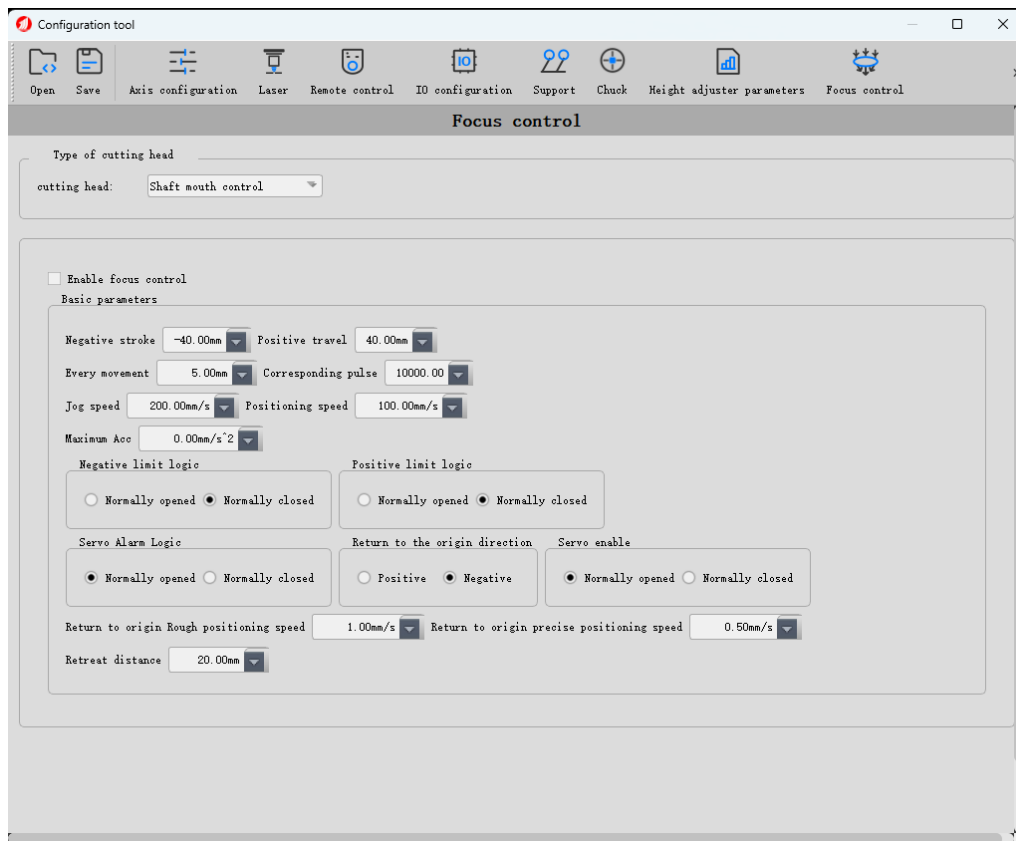 Configuration tool
Open Save Axis configuration Laser Remote control IO configuration Support Chuck Height adjuster parameters Focus control
Focus control
Type of cutting head
cutting head: Shaft mouth control
Enable focus control
Basic parameters
Negative stroke -40.00mm Positive travel 40.00mm
Every movement 5.00mm Corresponding pulse 10000.00
Jog speed 200.00mm/s Positioning speed 100.00mm/s
Maximum Acc 0.00mm/s^2
Negative limit logic Positive limit logic
Normally opened Normally closed Normally opened Normally closed
Servo Alarm Logic Return to the origin direction Servo enable
Normally opened Normally closed Positive Negative Normally opened Normally closed
Return to origin Rough positioning speed 1.00mm/s Return to origin precise positioning speed 0.50mm/s
Retreat distance 20.00mm